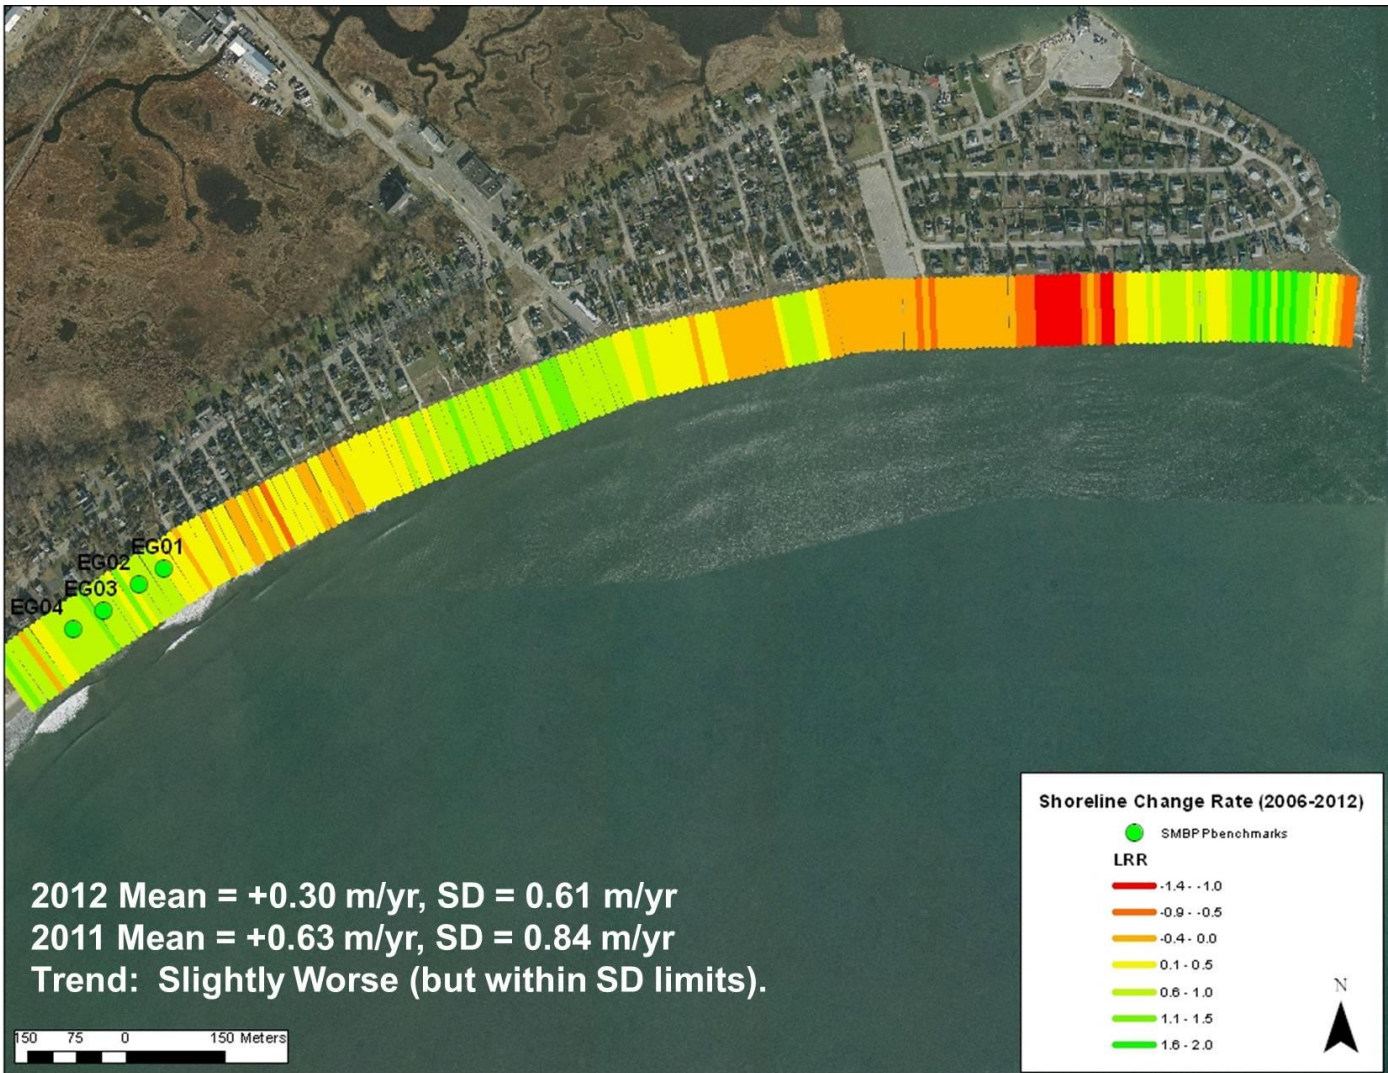 EG01
EG02
EG03
EG04
2012 Mean = +0.30 m/yr, SD = 0.61 m/yr
2011 Mean = +0.63 m/yr, SD = 0.84 m/yr
Trend: Slightly Worse (but within SD limits).
150 75 0 150 Meters
Shoreline Change Rate (2006-2012)
SMBPPbenchmarks
LRR
-1.4 - -1.0
-0.9 - -0.5
-0.4 - 0.0
0.1 - 0.5
0.6 - 1.0
1.1 - 1.5
1.6 - 2.0
N